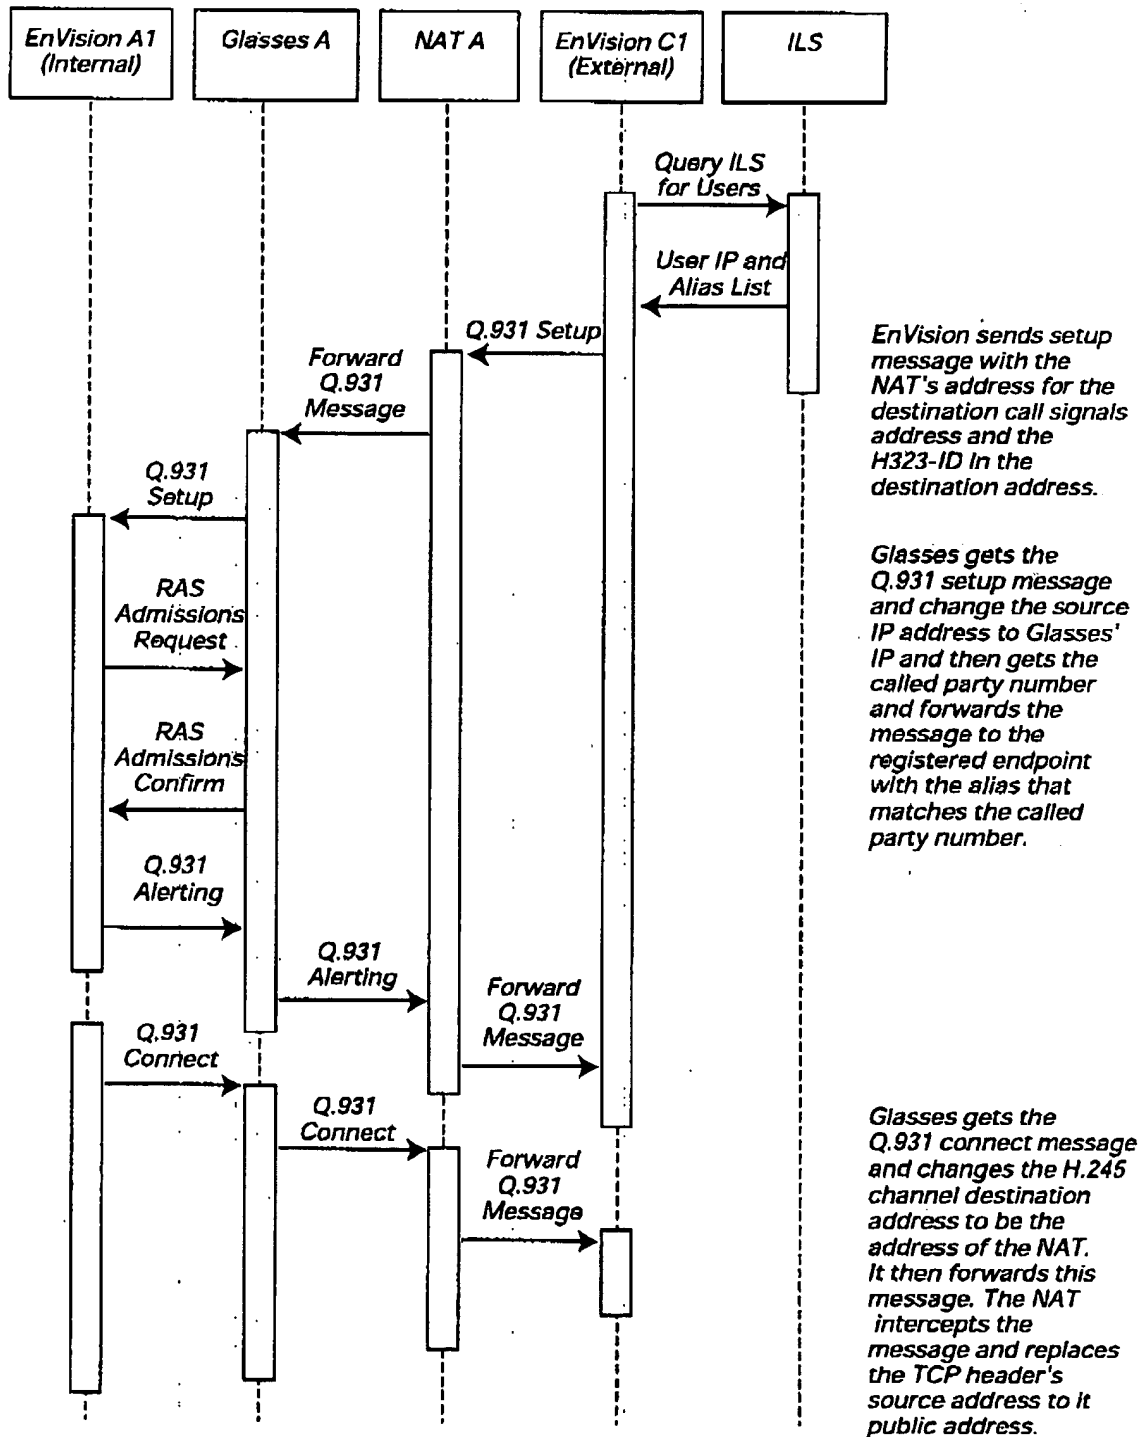 EnVision A1
(Internal)
Glasses A
NAT A
EnVision C1
(External)
ILS
Query ILS
for Users
User IP and
Alias List
Q.931 Setup
Forward
Q.931
Message
Q.931
Setup
RAS
Admissions
Request
RAS
Admissions
Confirm
Q.931
Alerting
Q.931
Alerting
Forward
Q.931
Message
Q.931
Connect
Q.931
Connect
Forward
Q.931
Message
EnVision sends setup
message with the
NAT's address for the
destination call signals
address and the
H323-ID in the
destination address.
Glasses gets the
Q.931 setup message
and change the source
IP address to Glasses'
IP and then gets the
called party number
and forwards the
message to the
registered endpoint
with the alias that
matches the called
party number.
Glasses gets the
Q.931 connect message
and changes the H.245
channel destination
address to be the
address of the NAT.
It then forwards this
message. The NAT
intercepts the
message and replaces
the TCP header's
source address to it
public address.